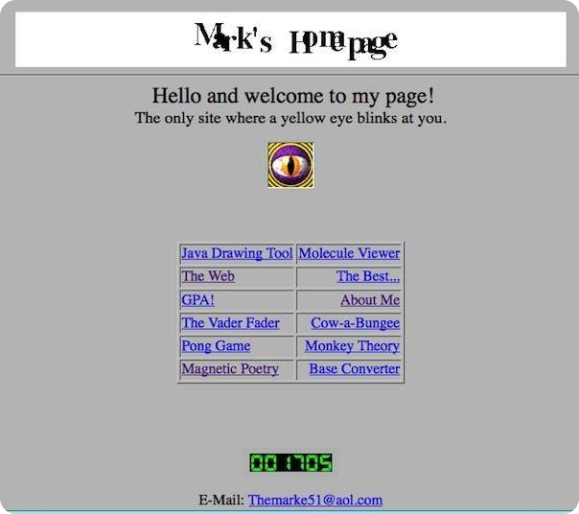 Mark's Homepage
Hello and welcome to my page!
The only site where a yellow eye blinks at you.
Java Drawing Tool Molecule Viewer
The Web The Best...
GPA! About Me
The Vader Fader Cow-a-Bungee
Pong Game Monkey Theory
Magnetic Poetry Base Converter
001705
E-Mail: Themarke51@aol.com